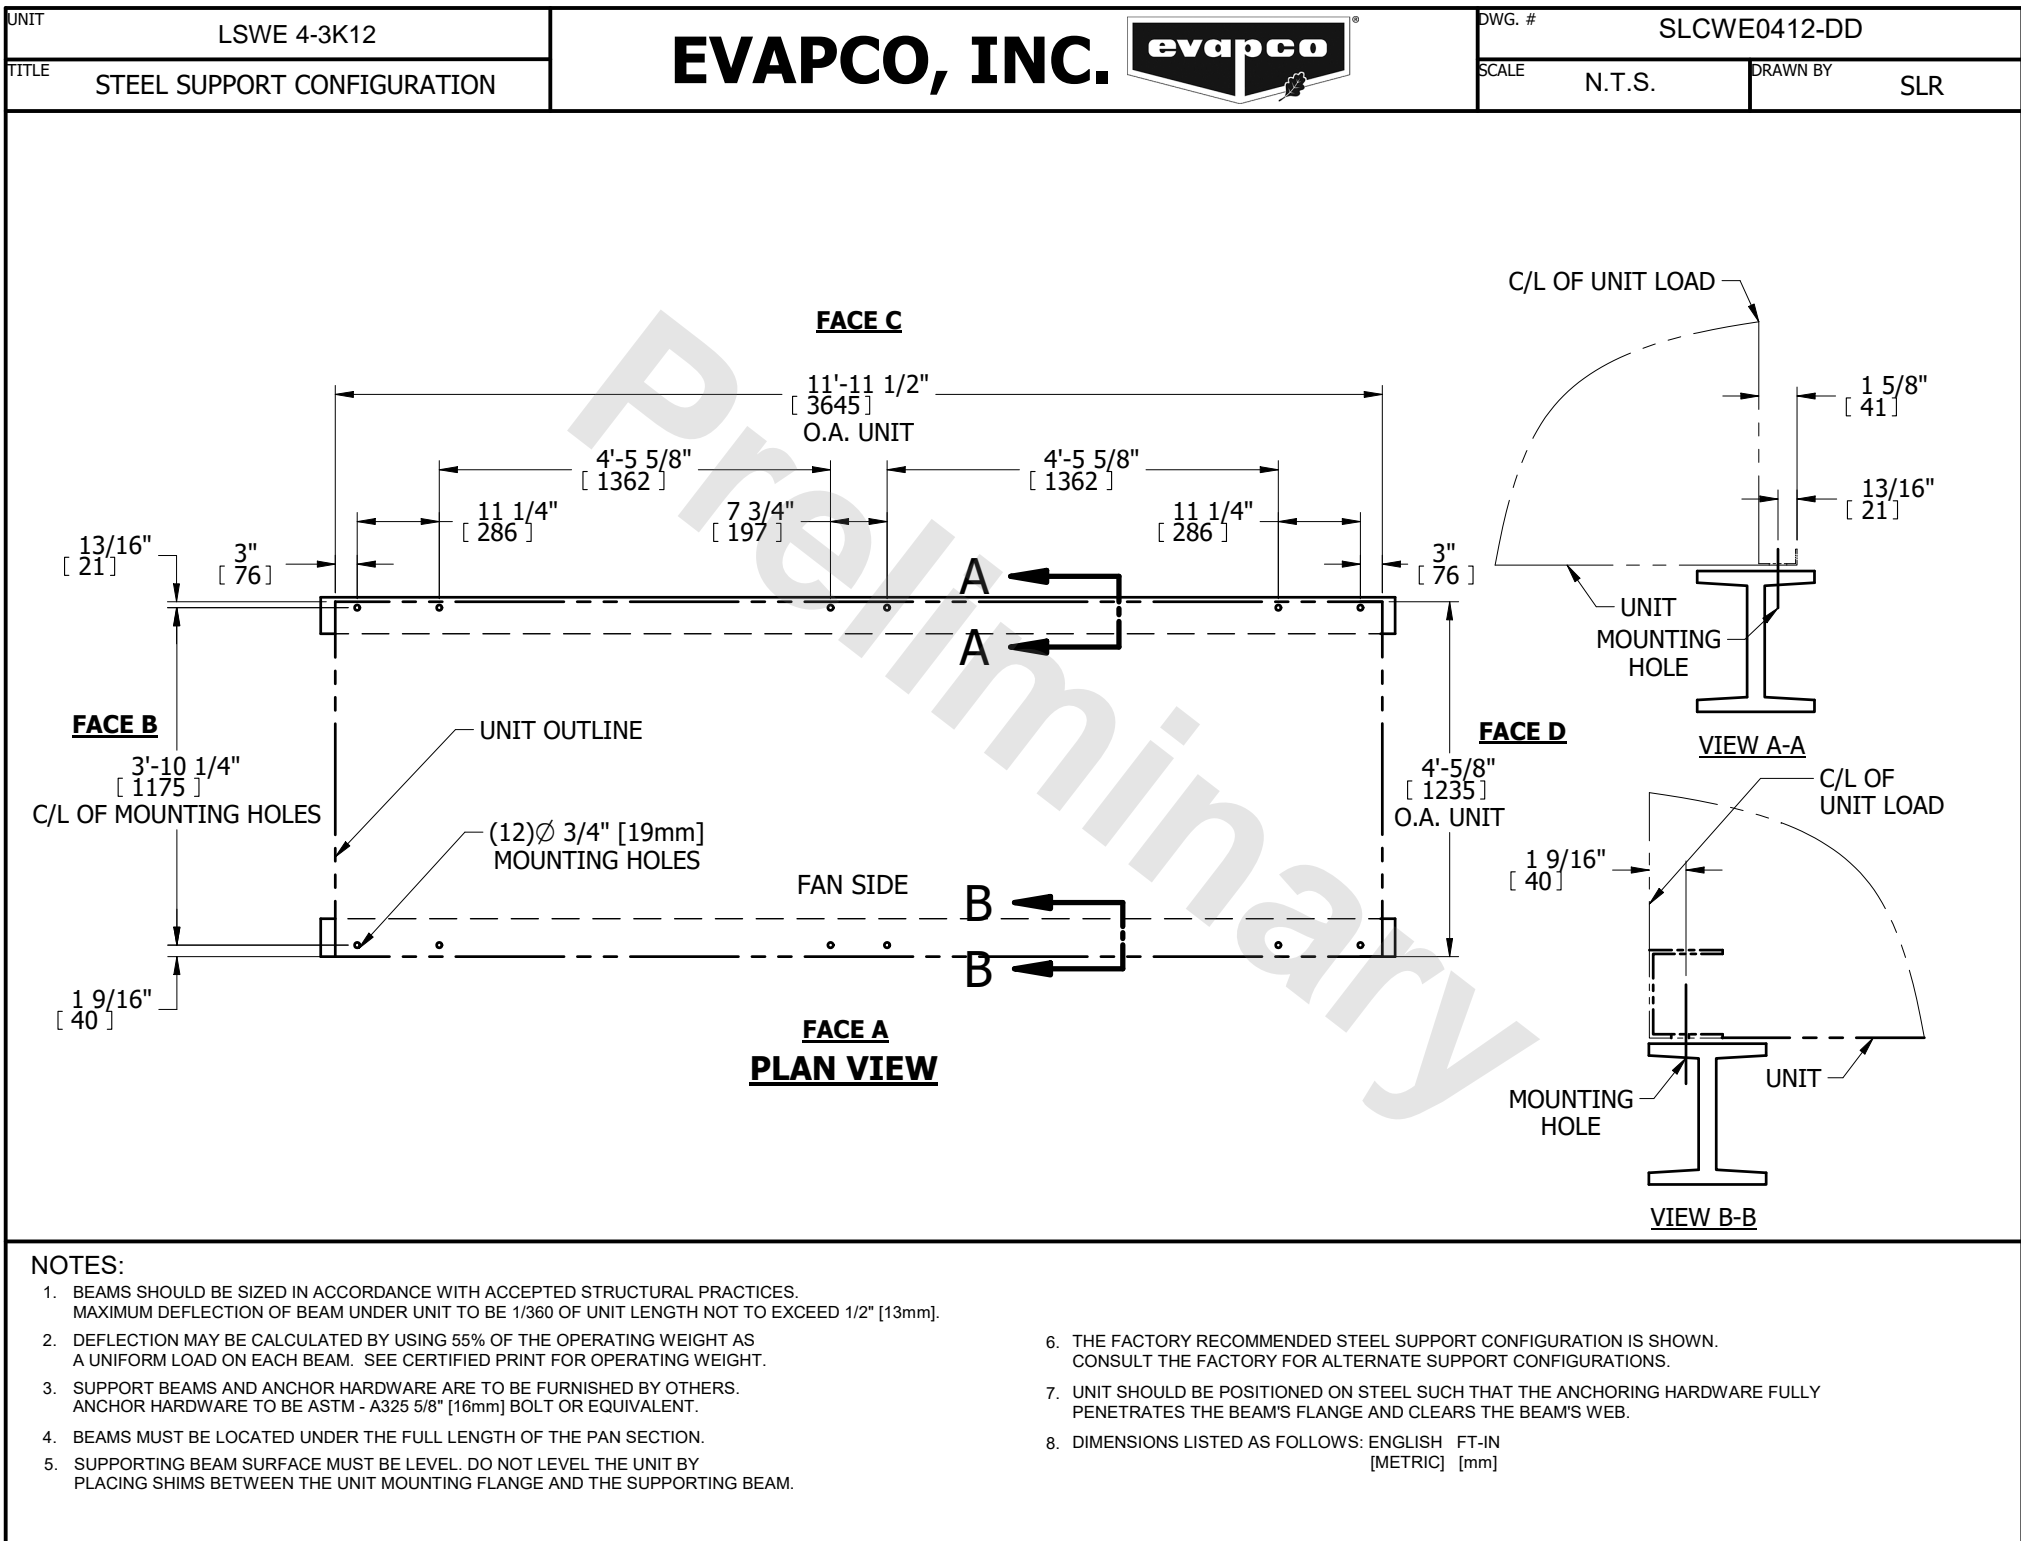 UNIT
LSWE 4-3K12
TITLE
STEEL SUPPORT CONFIGURATION
EVAPCO, INC.
evapco
®
DWG. #
SLCWE0412-DD
SCALE
N.T.S.
DRAWN BY
SLR
Preliminary
FACE C
11'-11 1/2"
[ 3645 ]
O.A. UNIT
4'-5 5/8"
[ 1362 ]
4'-5 5/8"
[ 1362 ]
11 1/4"
[ 286 ]
7 3/4"
[ 197 ]
11 1/4"
[ 286 ]
13/16"
[ 21 ]
3"
[ 76 ]
3"
[ 76 ]
A
A
FACE B
3'-10 1/4"
[ 1175 ]
C/L OF MOUNTING HOLES
UNIT OUTLINE
(12)Ø 3/4" [19mm]
MOUNTING HOLES
FAN SIDE
B
B
FACE D
4'-5/8"
[ 1235 ]
O.A. UNIT
1 9/16"
[ 40 ]
FACE A
PLAN VIEW
C/L OF UNIT LOAD
1 5/8"
[ 41 ]
13/16"
[ 21 ]
UNIT
MOUNTING
HOLE
VIEW A-A
C/L OF
UNIT LOAD
1 9/16"
[ 40 ]
UNIT
MOUNTING
HOLE
VIEW B-B
NOTES:
1. BEAMS SHOULD BE SIZED IN ACCORDANCE WITH ACCEPTED STRUCTURAL PRACTICES.
MAXIMUM DEFLECTION OF BEAM UNDER UNIT TO BE 1/360 OF UNIT LENGTH NOT TO EXCEED 1/2" [13mm].
2. DEFLECTION MAY BE CALCULATED BY USING 55% OF THE OPERATING WEIGHT AS
A UNIFORM LOAD ON EACH BEAM. SEE CERTIFIED PRINT FOR OPERATING WEIGHT.
3. SUPPORT BEAMS AND ANCHOR HARDWARE ARE TO BE FURNISHED BY OTHERS.
ANCHOR HARDWARE TO BE ASTM - A325 5/8" [16mm] BOLT OR EQUIVALENT.
4. BEAMS MUST BE LOCATED UNDER THE FULL LENGTH OF THE PAN SECTION.
5. SUPPORTING BEAM SURFACE MUST BE LEVEL. DO NOT LEVEL THE UNIT BY
PLACING SHIMS BETWEEN THE UNIT MOUNTING FLANGE AND THE SUPPORTING BEAM.
6. THE FACTORY RECOMMENDED STEEL SUPPORT CONFIGURATION IS SHOWN.
CONSULT THE FACTORY FOR ALTERNATE SUPPORT CONFIGURATIONS.
7. UNIT SHOULD BE POSITIONED ON STEEL SUCH THAT THE ANCHORING HARDWARE FULLY
PENETRATES THE BEAM'S FLANGE AND CLEARS THE BEAM'S WEB.
8. DIMENSIONS LISTED AS FOLLOWS: ENGLISH FT-IN
[METRIC] [mm]